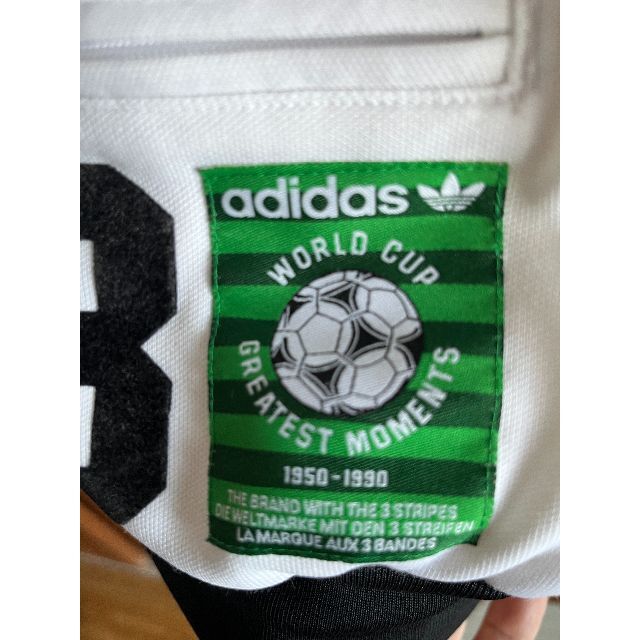 8
adidas
WORLD CUP
GREATEST MOMENTS
1950-1990
THE BRAND WITH THE 3 STRIPES
DIE WELTMARKE MIT DEN 3 STREIFEN
LA MARQUE AUX 3 BANDES